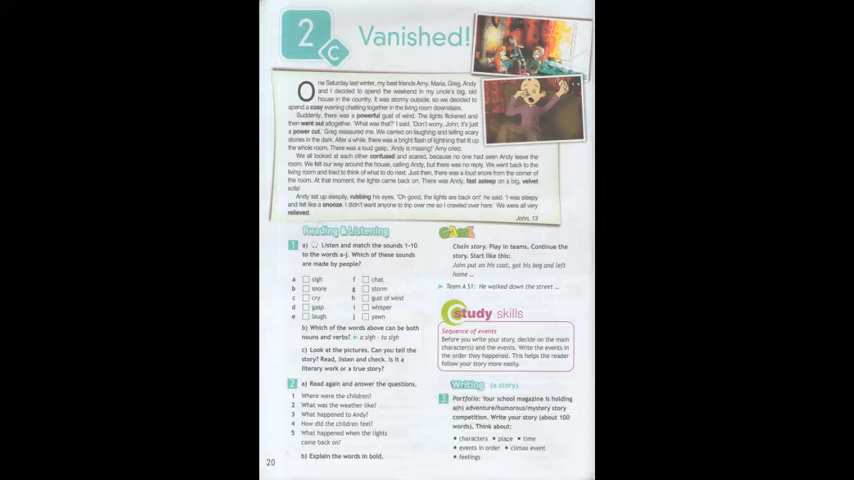 2
C
Vanished!
One Saturday last winter, my best friends Amy, Maria, Greg, Andy
and I decided to spend the weekend in my uncle's big, old
house in the country. It was stormy outside, so we decided to
spend a cosy evening chatting together in the living room downstairs.
Suddenly, there was a powerful gust of wind. The lights flickered and
then went out altogether. 'What was that?' I said. 'Don't worry, John. It's just
a power cut,' Greg reassured me. We carried on laughing and telling scary
stories in the dark. After a while, there was a bright flash of lightning that lit up
the whole room. There was a loud gasp. 'Andy is missing!' Amy cried.
We all looked at each other confused and scared, because no one had seen Andy leave the
room. We felt our way around the house, calling Andy, but there was no reply. We went back to the
living room and tried to think of what to do next. Just then, there was a loud snore from the corner of
the room. At that moment, the lights came back on. There was Andy, fast asleep on a big, velvet
sofa!
Andy sat up sleepily, rubbing his eyes. 'Oh good, the lights are back on!' he said. 'I was sleepy
and felt like a snooze. I didn't want anyone to trip over me so I crawled over here.' We were all very
relieved.
John, 13
Reading & Listening
1 a) Listen and match the sounds 1-10
to the words a-j. Which of these sounds
are made by people?
a sigh f chat
b snore g storm
c cry h gust of wind
d gasp i whisper
e laugh j yawn
b) Which of the words above can be both
nouns and verbs? ► a sigh - to sigh
c) Look at the pictures. Can you tell the
story? Read, listen and check. Is it a
literary work or a true story?
2 a) Read again and answer the questions.
1 Where were the children?
2 What was the weather like?
3 What happened to Andy?
4 How did the children feel?
5 What happened when the lights
came back on?
b) Explain the words in bold.
20
GAME
Chain story. Play in teams. Continue the
story. Start like this:
John put on his coat, got his bag and left
home ...
► Team A S1: He walked down the street ...
study skills
Sequence of events
Before you write your story, decide on the main
character(s) and the events. Write the events in
the order they happened. This helps the reader
follow your story more easily.
Writing (a story)
3 Portfolio: Your school magazine is holding
a(n) adventure/humorous/mystery story
competition. Write your story (about 100
words). Think about:
• characters • place • time
• events in order • climax event
• feelings